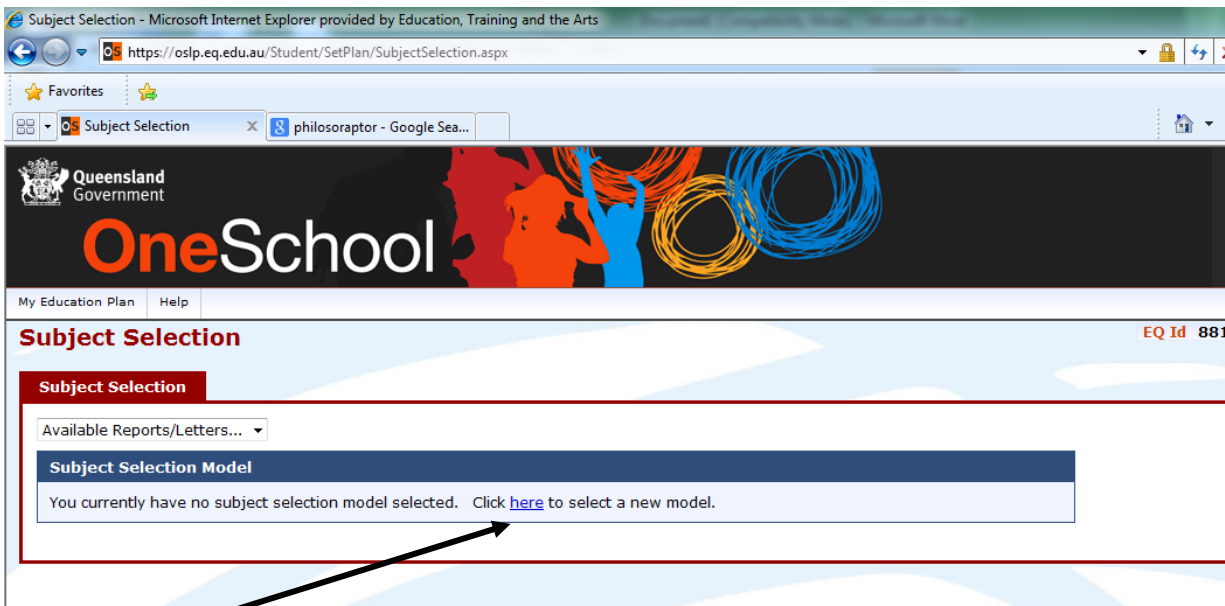 Subject Selection - Microsoft Internet Explorer provided by Education, Training and the Arts
OS https://oslp.eq.edu.au/Student/SetPlan/SubjectSelection.aspx
Favorites
OS Subject Selection X 8 philosoraptor - Google Sea...
Queensland
Government
OneSchool
My Education Plan Help
Subject Selection EQ Id 881
Subject Selection
Available Reports/Letters...
Subject Selection Model
You currently have no subject selection model selected. Click here to select a new model.